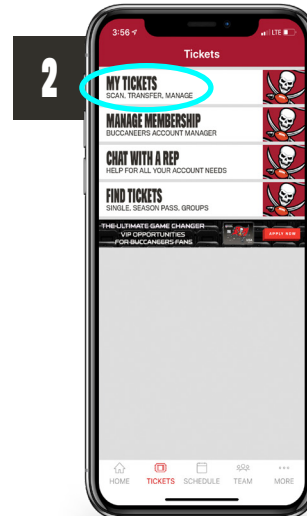 2
3:56
LTE
Tickets
MY TICKETS
SCAN, TRANSFER, MANAGE
MANAGE MEMBERSHIP
BUCCANEERS ACCOUNT MANAGER
CHAT WITH A REP
HELP FOR ALL YOUR ACCOUNT NEEDS
FIND TICKETS
SINGLE, SEASON PASS, GROUPS
THE ULTIMATE GAME CHANGER
VIP OPPORTUNITIES
FOR BUCCANEERS FANS
APPLY NOW
HOME TICKETS SCHEDULE TEAM MORE